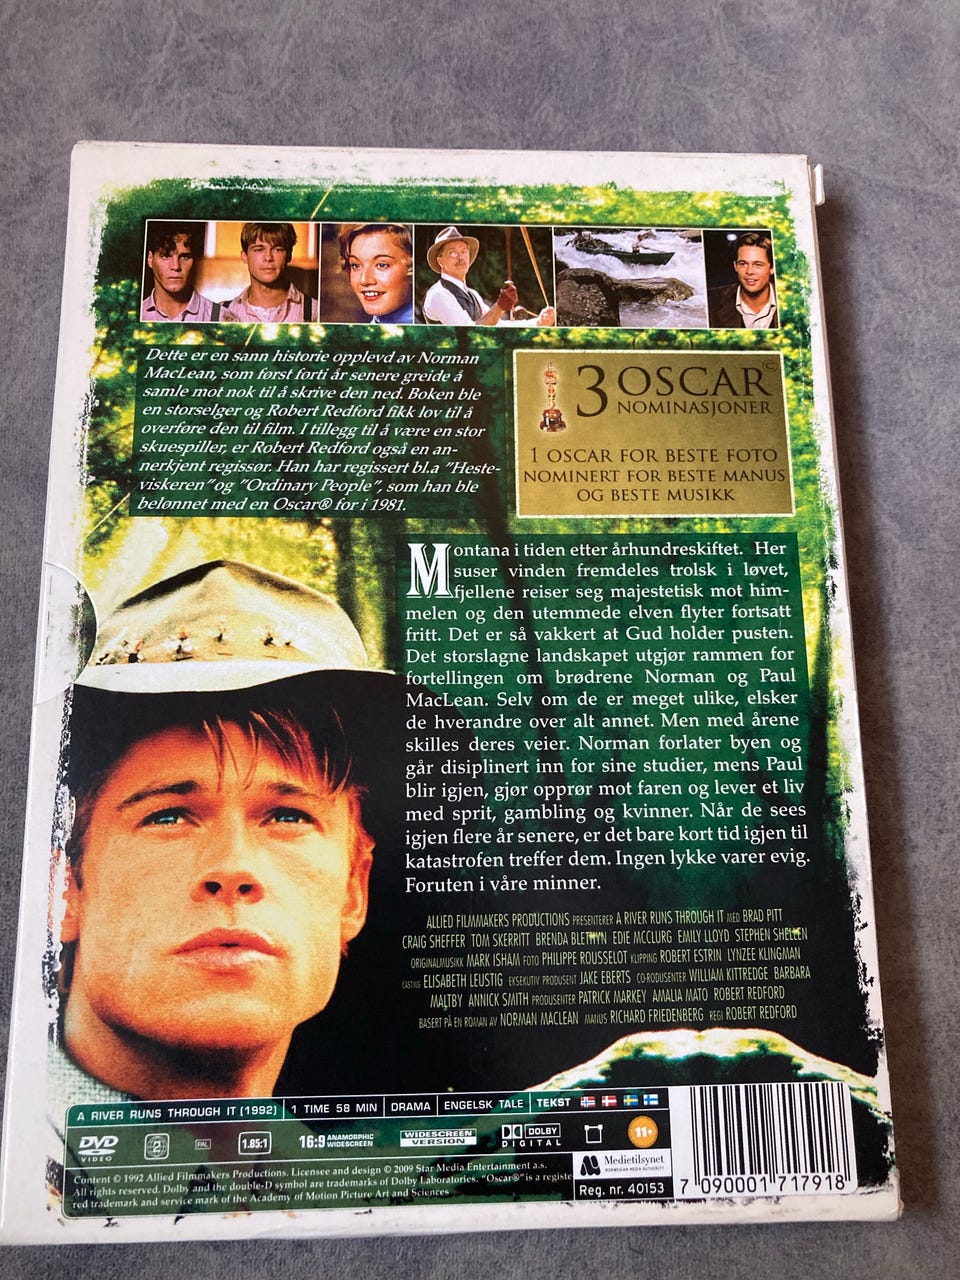 Dette er en sann historie opplevd av Norman
MacLean, som først førti år senere greide å
samle mot nok til å skrive den ned. Boken ble
en storselger og Robert Redford fikk lov til å
overføre den til film. I tillegg til å være en stor
skuespiller, er Robert Redford også en an-
nerkjent regissør. Han har regissert bl.a "Heste-
viskeren" og "Ordinary People", som han ble
belønnet med en Oscar® for i 1981.
3 OSCAR©
NOMINASJONER
1 OSCAR FOR BESTE FOTO
NOMINERT FOR BESTE MANUS
OG BESTE MUSIKK
Montana i tiden etter århundreskiftet. Her
suser vinden fremdeles trolsk i løvet,
fjellene reiser seg majestetisk mot him-
melen og den utemmede elven flyter fortsatt
fritt. Det er så vakkert at Gud holder pusten.
Det storslagne landskapet utgjør rammen for
fortellingen om brødrene Norman og Paul
MacLean. Selv om de er meget ulike, elsker
de hverandre over alt annet. Men med årene
skilles deres veier. Norman forlater byen og
går disiplinert inn for sine studier, mens Paul
blir igjen, gjør opprør mot faren og lever et liv
med sprit, gambling og kvinner. Når de sees
igjen flere år senere, er det bare kort tid igjen til
katastrofen treffer dem. Ingen lykke varer evig.
Foruten i våre minner.
ALLIED FILMMAKERS PRODUCTIONS PRESENTERER A RIVER RUNS THROUGH IT MED BRAD PITT
CRAIG SHEFFER TOM SKERRITT BRENDA BLETHYN EDIE MCCLURG EMILY LLOYD STEPHEN SHELLEN
ORIGINALMUSIKK MARK ISHAM FOTO PHILIPPE ROUSSELOT KLIPPING ROBERT ESTRIN LYNZEE KLINGMAN
CASTING ELISABETH LEUSTIG EKSEKUTIV PRODUSENT JAKE EBERTS CO-RODUSENTER WILLIAM KITTREDGE BARBARA
MALTBY ANNICK SMITH PRODUSENTER PATRICK MARKEY AMALIA MATO ROBERT REDFORD
BASERT PÅ EN ROMAN AV NORMAN MACLEAN MANUS RICHARD FRIEDENBERG REGI ROBERT REDFORD
A RIVER RUNS THROUGH IT (1992) 1 TIME 58 MIN DRAMA ENGELSK TALE TEKST
DVD VIDEO 2 PAL 1.85:1 16:9 ANAMORPHIC WIDESCREEN WIDESCREEN VERSION DOLBY DIGITAL 11+
Content © 1992 Allied Filmmakers Productions. Licensee and design © 2009 Star Media Entertainment a.s.
All rights reserved. Dolby and the double-D symbol are trademarks of Dolby Laboratories. "Oscar®" is a registe
red trademark and service mark of the Academy of Motion Picture Art and Sciences
Medietilsynet
NORWEGIAN MEDIA AUTHORITY
Reg. nr. 40153
7 090001 717918